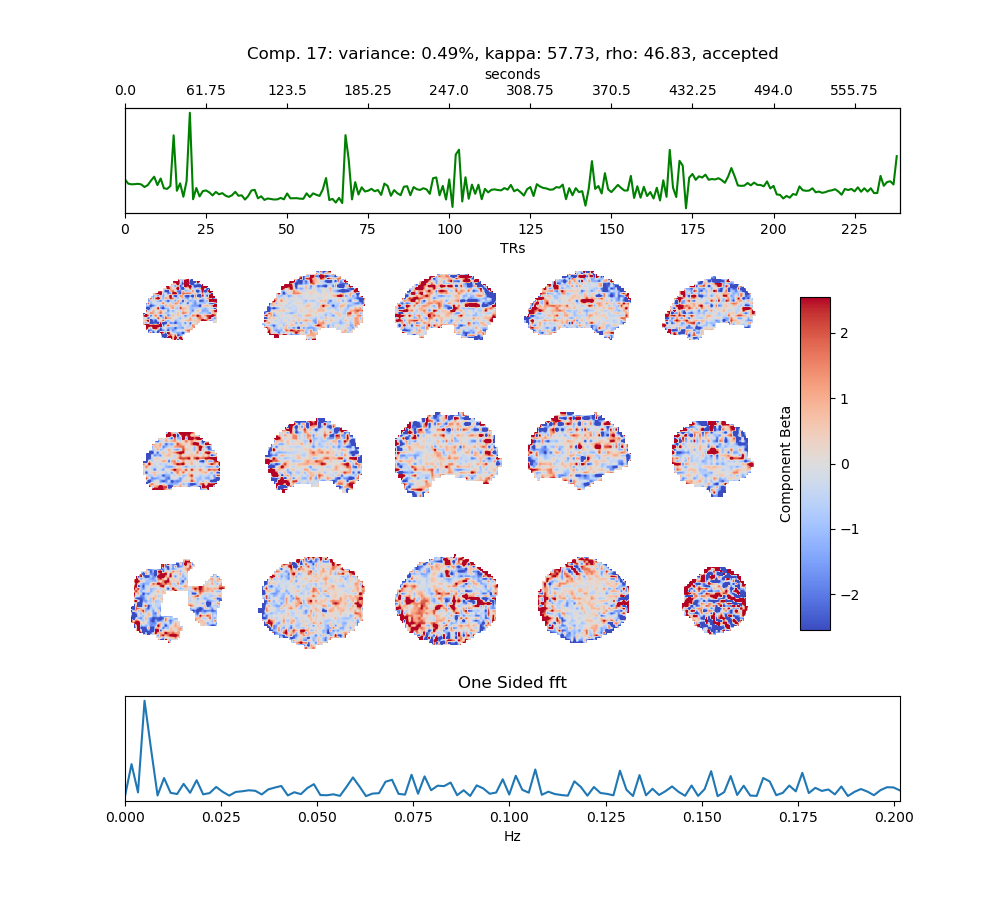 Comp. 17: variance: 0.49%, kappa: 57.73, rho: 46.83, accepted
seconds
0.0 61.75 123.5 185.25 247.0 308.75 370.5 432.25 494.0 555.75
0 25 50 75 100 125 150 175 200 225
TRs
2
1
0
−1
−2
Component Beta
One Sided fft
0.000 0.025 0.050 0.075 0.100 0.125 0.150 0.175 0.200
Hz